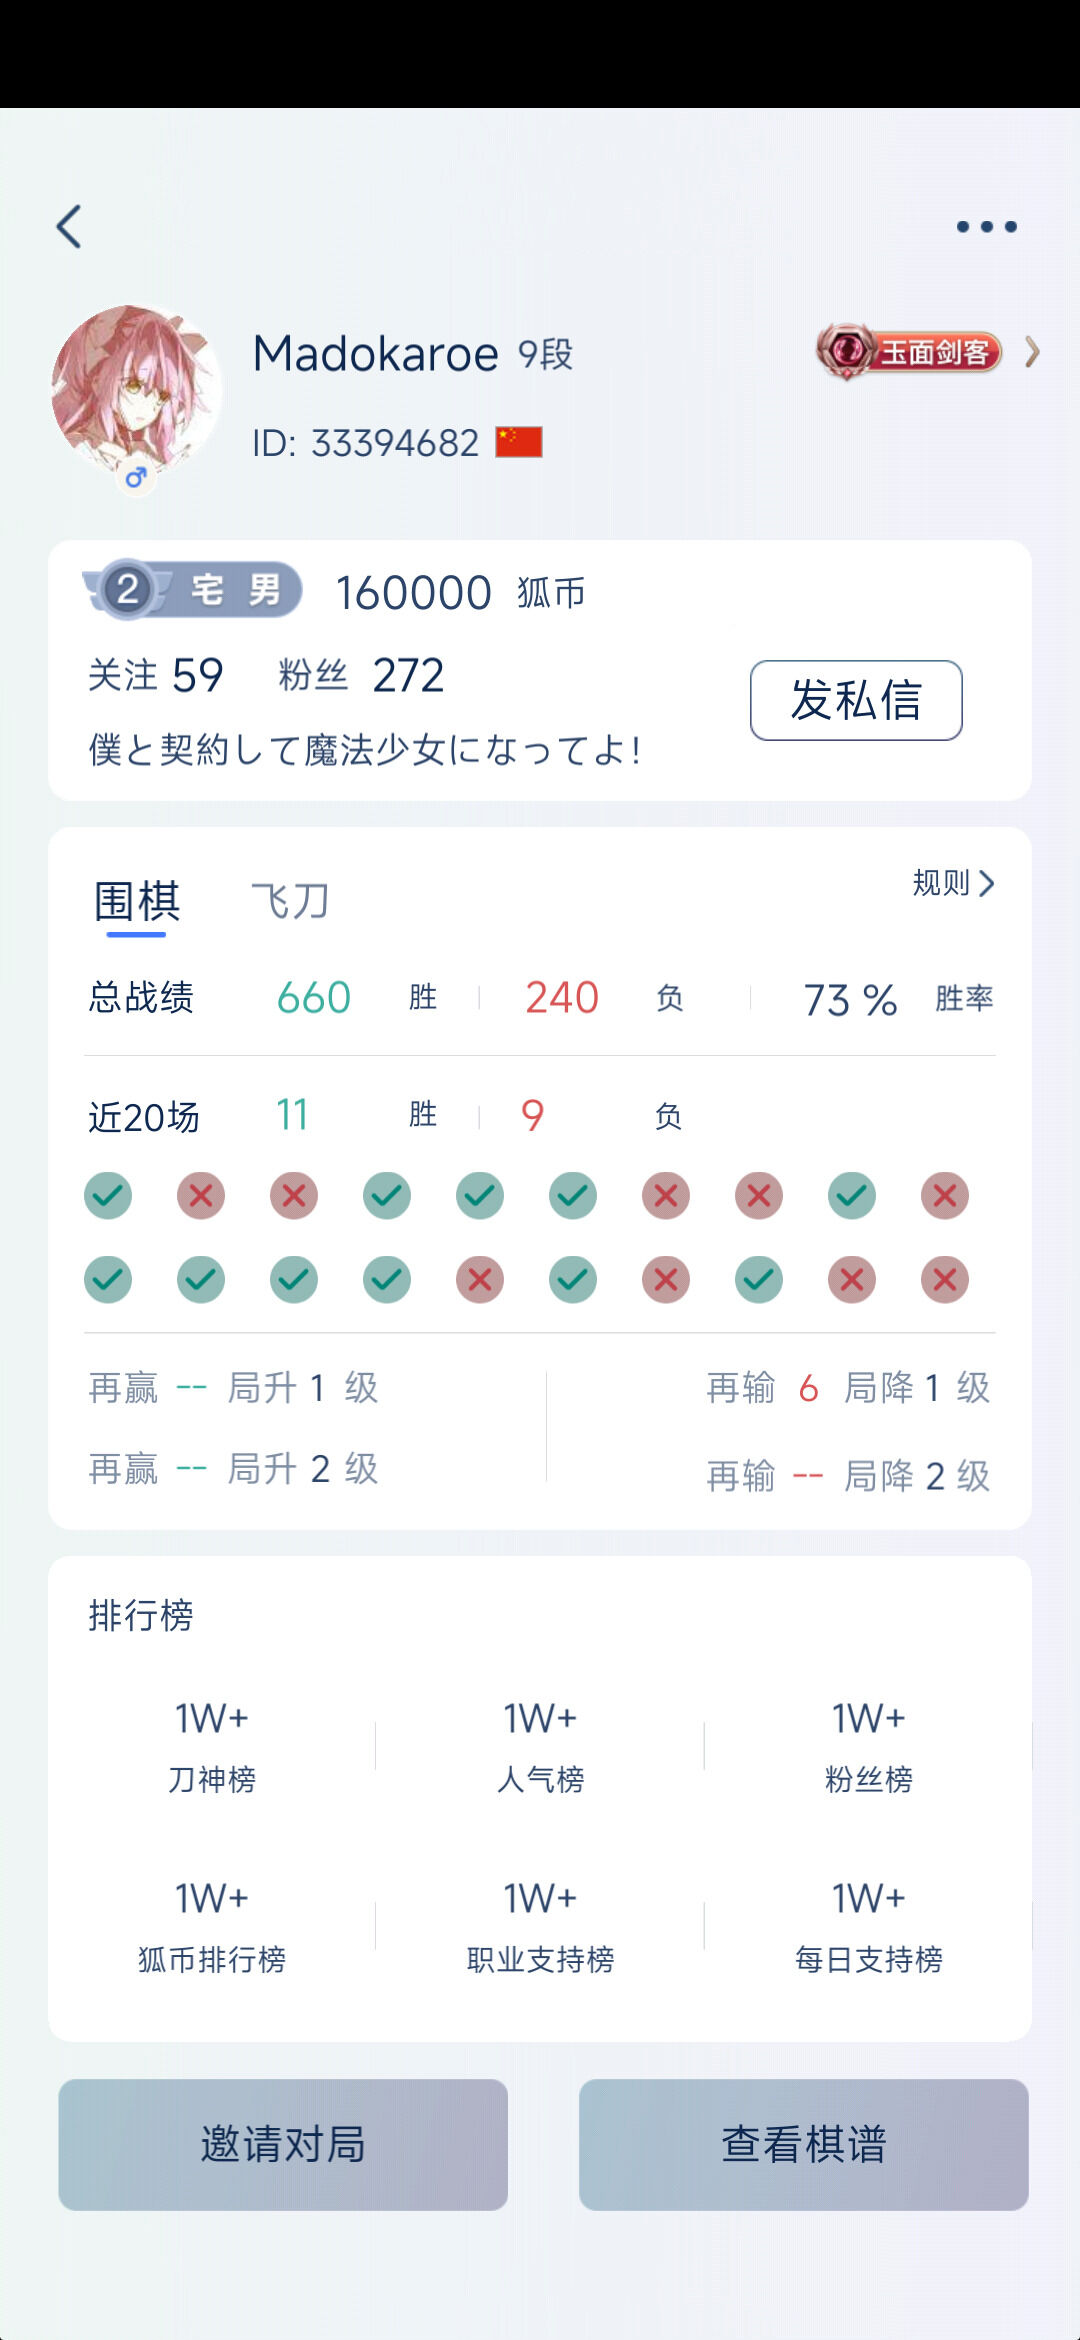 Madokaroe 9段
玉面剑客
ID: 33394682
2 宅男 160000 狐币
关注 59 粉丝 272
发私信
僕と契約して魔法少女になってよ！
围棋 飞刀 规则
总战绩 660 胜 240 负 73 % 胜率
近20场 11 胜 9 负
再赢 -- 局升 1 级 再输 6 局降 1 级
再赢 -- 局升 2 级 再输 -- 局降 2 级
排行榜
1W+ 1W+ 1W+
刀神榜 人气榜 粉丝榜
1W+ 1W+ 1W+
狐币排行榜 职业支持榜 每日支持榜
邀请对局 查看棋谱